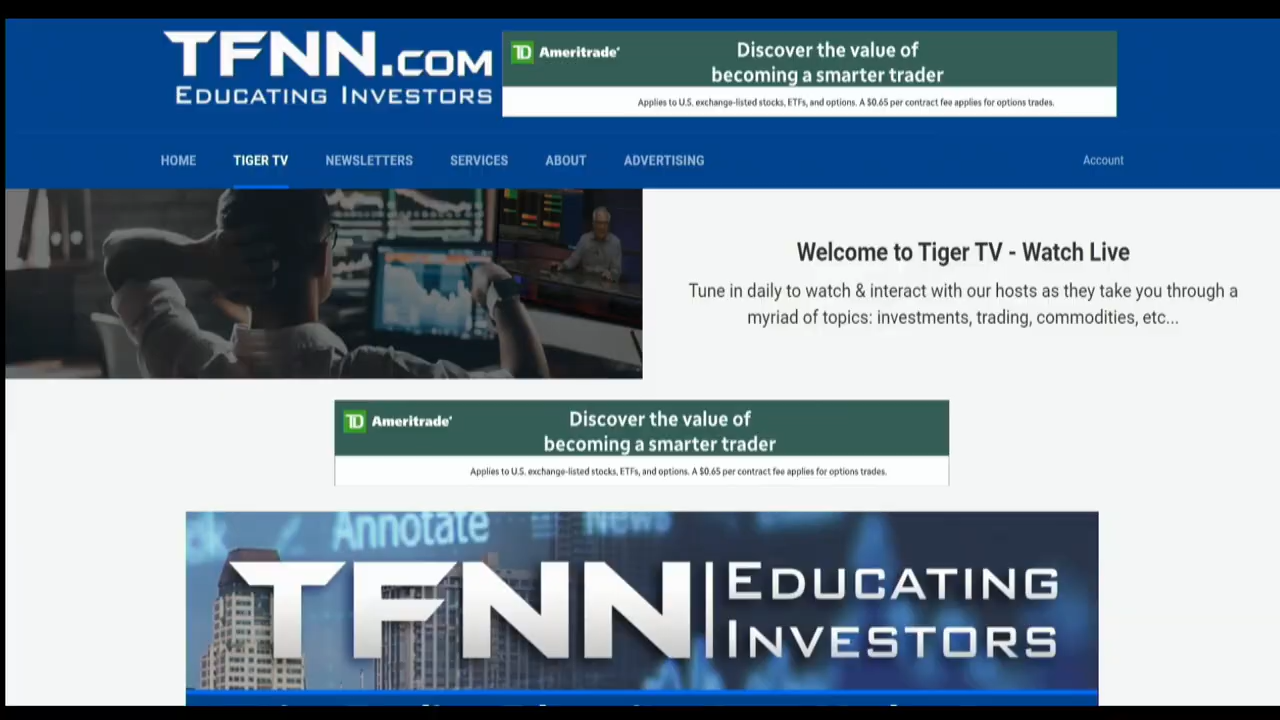 TFNN.COM
EDUCATING INVESTORS
TD Ameritrade
Discover the value of
becoming a smarter trader
Applies to U.S. exchange-listed stocks, ETFs, and options. A $0.65 per contract fee applies for options trades.
HOME TIGER TV NEWSLETTERS SERVICES ABOUT ADVERTISING Account
Welcome to Tiger TV - Watch Live
Tune in daily to watch & interact with our hosts as they take you through a
myriad of topics: investments, trading, commodities, etc...
TD Ameritrade
Discover the value of
becoming a smarter trader
Applies to U.S. exchange-listed stocks, ETFs, and options. A $0.65 per contract fee applies for options trades.
Annotate News
TFNN EDUCATING
INVESTORS